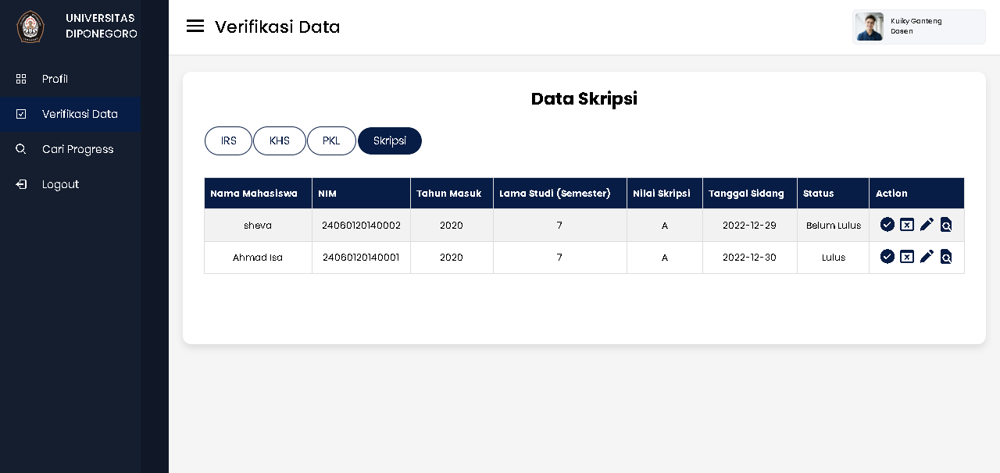 UNIVERSITAS
DIPONEGORO
Profil
Verifikasi Data
Cari Progress
Logout
Verifikasi Data
Kuiky Ganteng
Dosen
Data Skripsi
IRS KHS PKL Skripsi
Nama Mahasiswa NIM Tahun Masuk Lama Studi (Semester) Nilai Skripsi Tanggal Sidang Status Action
sheva 24060120140002 2020 7 A 2022-12-29 Belum Lulus
Ahmad Isa 24060120140001 2020 7 A 2022-12-30 Lulus